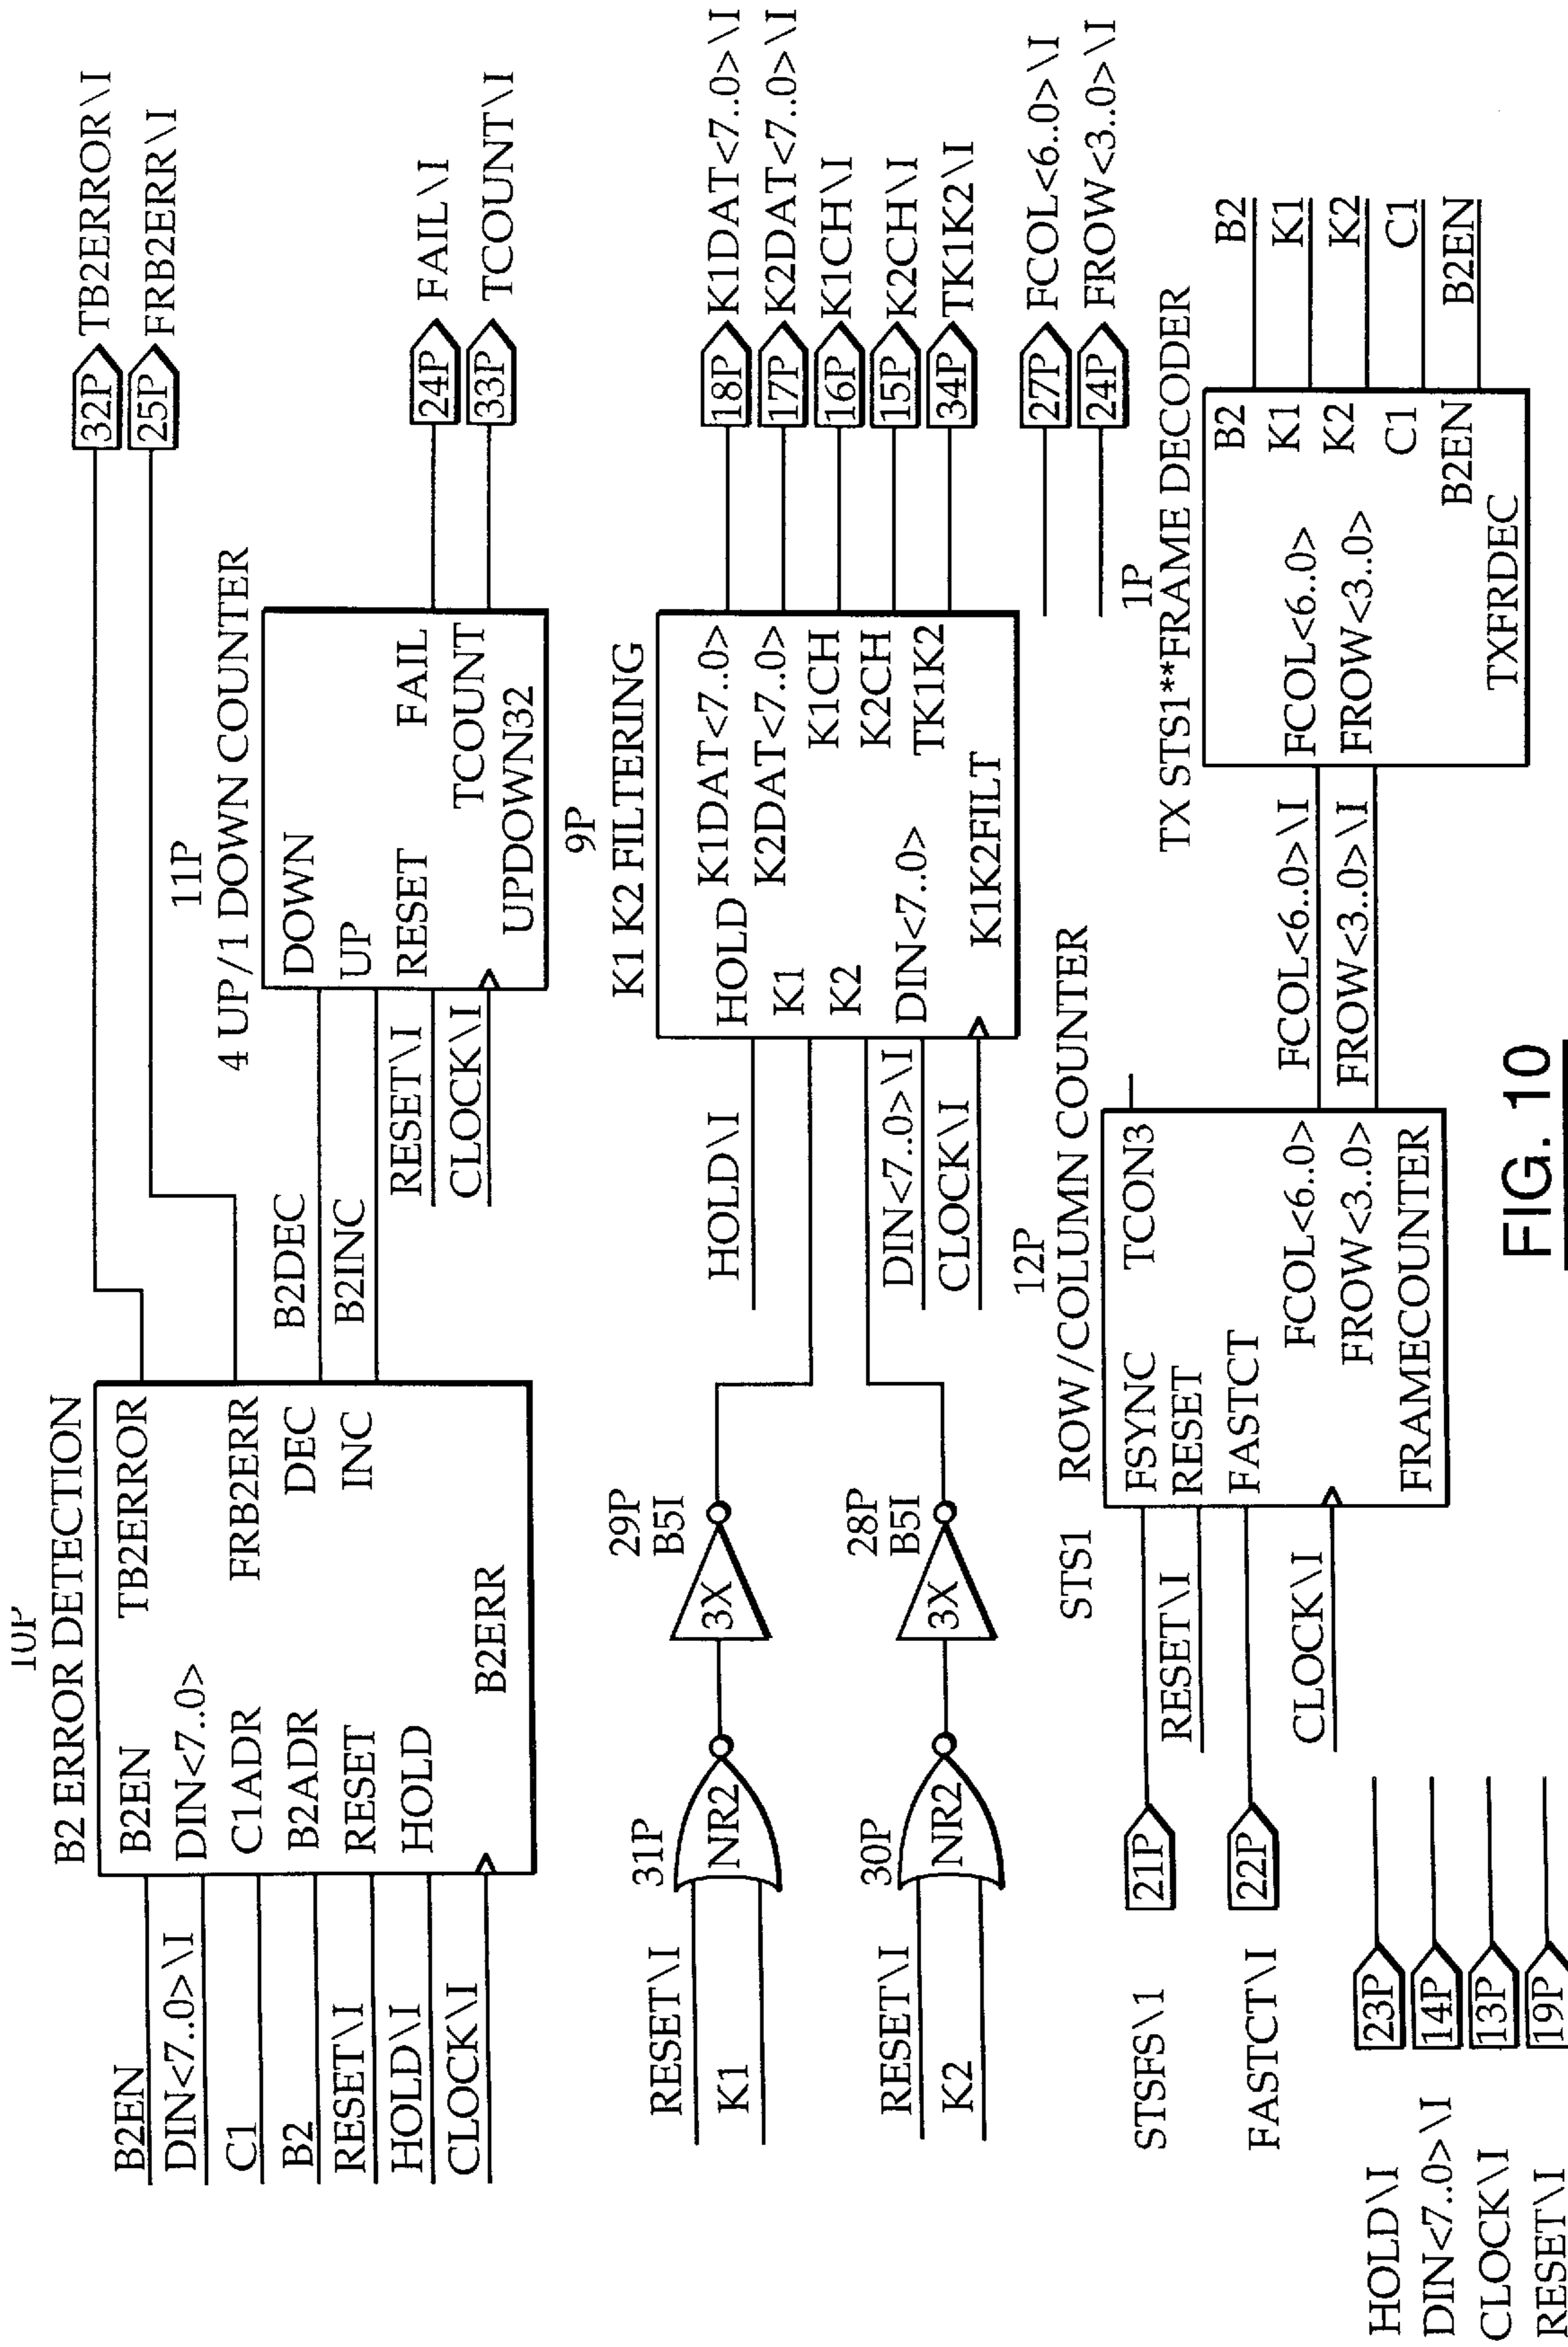 10P
B2 ERROR DETECTION
B2EN
DIN<7..0>\I
C1
B2
RESET\I
HOLD\I
CLOCK\I
B2EN
DIN<7..0>
C1ADR
B2ADR
RESET
HOLD
TB2ERROR
FRB2ERR
DEC
INC
B2ERR
32P TB2ERROR\I
25P FRB2ERR\I
B2DEC
B2INC
RESET\I
CLOCK\I
11P
4 UP/1 DOWN COUNTER
DOWN
UP
RESET
FAIL
TCOUNT
UPDOWN32
24P FAIL\I
33P TCOUNT\I
RESET\I
K1
31P
NR2
29P
B5I
3X
RESET\I
K2
30P
NR2
28P
B5I
3X
HOLD\I
DIN<7..0>\I
CLOCK\I
9P
K1 K2 FILTERING
HOLD K1DAT<7..0>
K1 K2DAT<7..0>
K1CH
K2 K2CH
DIN<7..0> TK1K2
K1K2FILT
18P K1DAT<7..0>\I
17P K2DAT<7..0>\I
16P K1CH\I
15P K2CH\I
34P TK1K2\I
27P FCOL<6..0>\I
24P FROW<3..0>\I
STSFS\1 21P
RESET\I
FASTCT\I 22P
CLOCK\I
12P
STS1 ROW/COLUMN COUNTER
FSYNC TCON3
RESET
FASTCT
FCOL<6..0>
FROW<3..0>
FRAMECOUNTER
FCOL<6..0>\I
FROW<3..0>\I
1P
TX STS1**FRAME DECODER
FCOL<6..0>
FROW<3..0>
B2
K1
K2
C1
B2EN
TXFRDEC
B2
K1
K2
C1
B2EN
HOLD\I 23P
DIN<7..0>\I 14P
CLOCK\I 13P
RESET\I 19P
FIG. 10